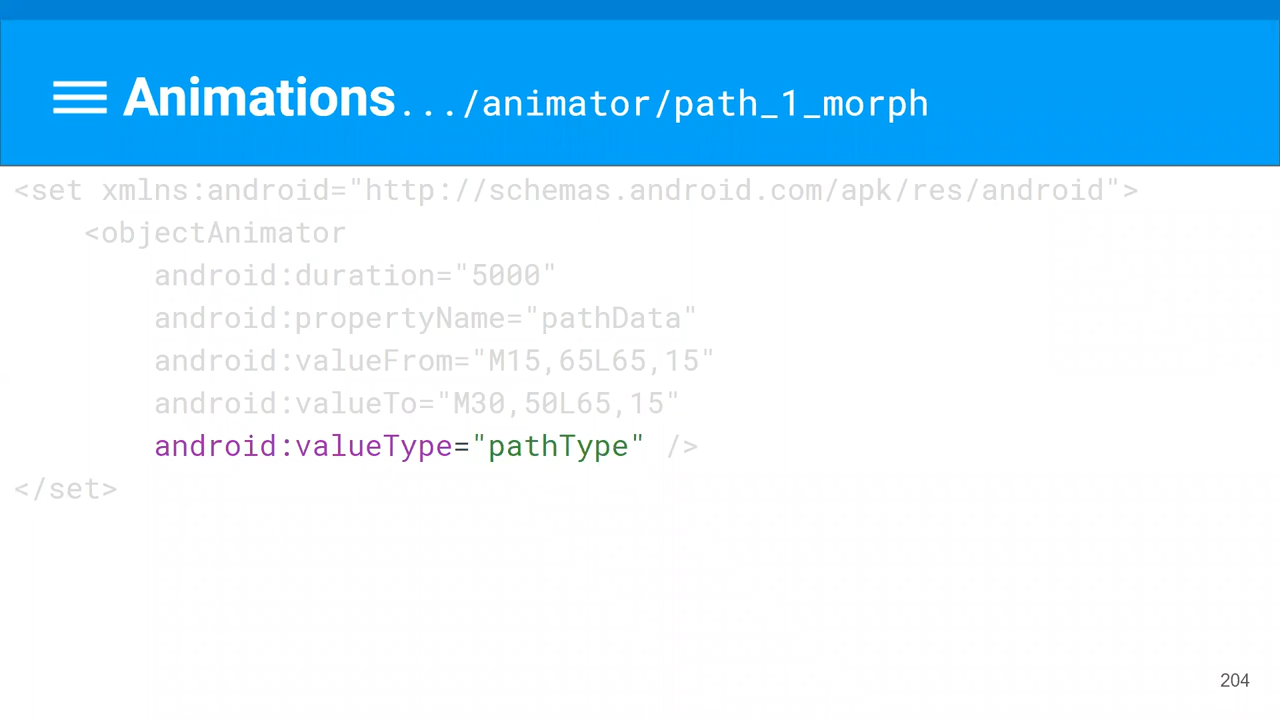 Animations.../animator/path_1_morph
<set xmlns:android="http://schemas.android.com/apk/res/android">
    <objectAnimator
        android:duration="5000"
        android:propertyName="pathData"
        android:valueFrom="M15,65L65,15"
        android:valueTo="M30,50L65,15"
        android:valueType="pathType" />
</set>
204